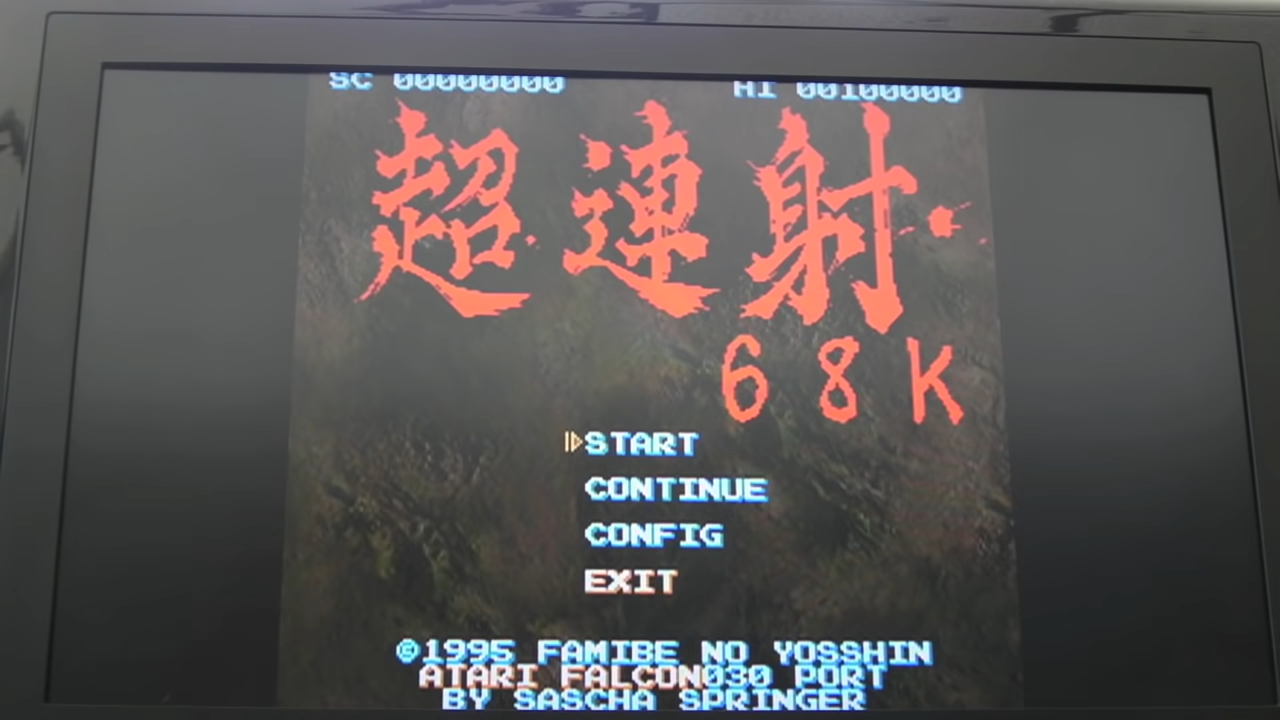 SC 00000000 HI 00100000
超連射
68K
START
CONTINUE
CONFIG
EXIT
©1995 FAMIBE NO YOSSHIN
ATARI FALCON030 PORT
BY SASCHA SPRINGER